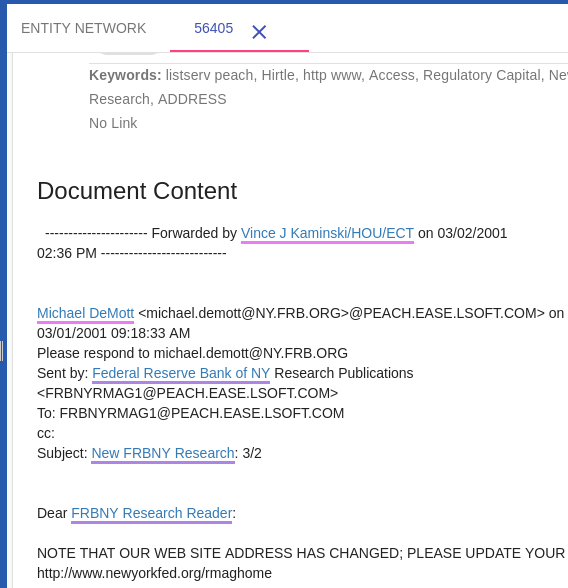 ENTITY NETWORK 56405
Keywords: listserv peach, Hirtle, http www, Access, Regulatory Capital, Ne
Research, ADDRESS
No Link
Document Content
---------------------- Forwarded by Vince J Kaminski/HOU/ECT on 03/02/2001
02:36 PM ---------------------------
Michael DeMott <michael.demott@NY.FRB.ORG>@PEACH.EASE.LSOFT.COM> on
03/01/2001 09:18:33 AM
Please respond to michael.demott@NY.FRB.ORG
Sent by: Federal Reserve Bank of NY Research Publications
<FRBNYRMAG1@PEACH.EASE.LSOFT.COM>
To: FRBNYRMAG1@PEACH.EASE.LSOFT.COM
cc:
Subject: New FRBNY Research: 3/2
Dear FRBNY Research Reader:
NOTE THAT OUR WEB SITE ADDRESS HAS CHANGED; PLEASE UPDATE YOUR
http://www.newyorkfed.org/rmaghome